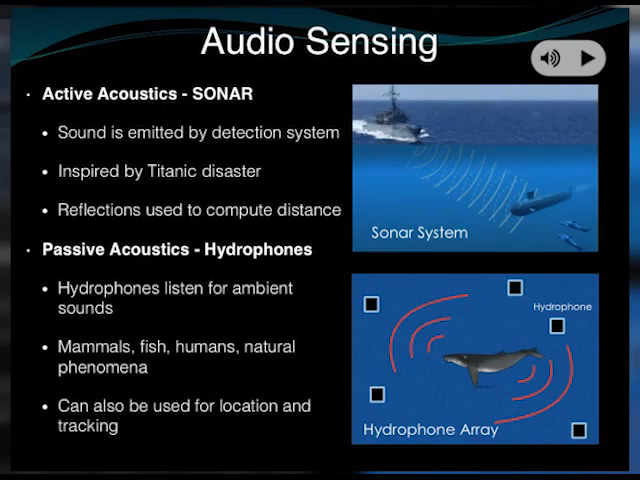 Audio Sensing
Active Acoustics - SONAR
Sound is emitted by detection system
Inspired by Titanic disaster
Reflections used to compute distance
Passive Acoustics - Hydrophones
Hydrophones listen for ambient
sounds
Mammals, fish, humans, natural
phenomena
Can also be used for location and
tracking
Sonar System
Hydrophone
Hydrophone Array